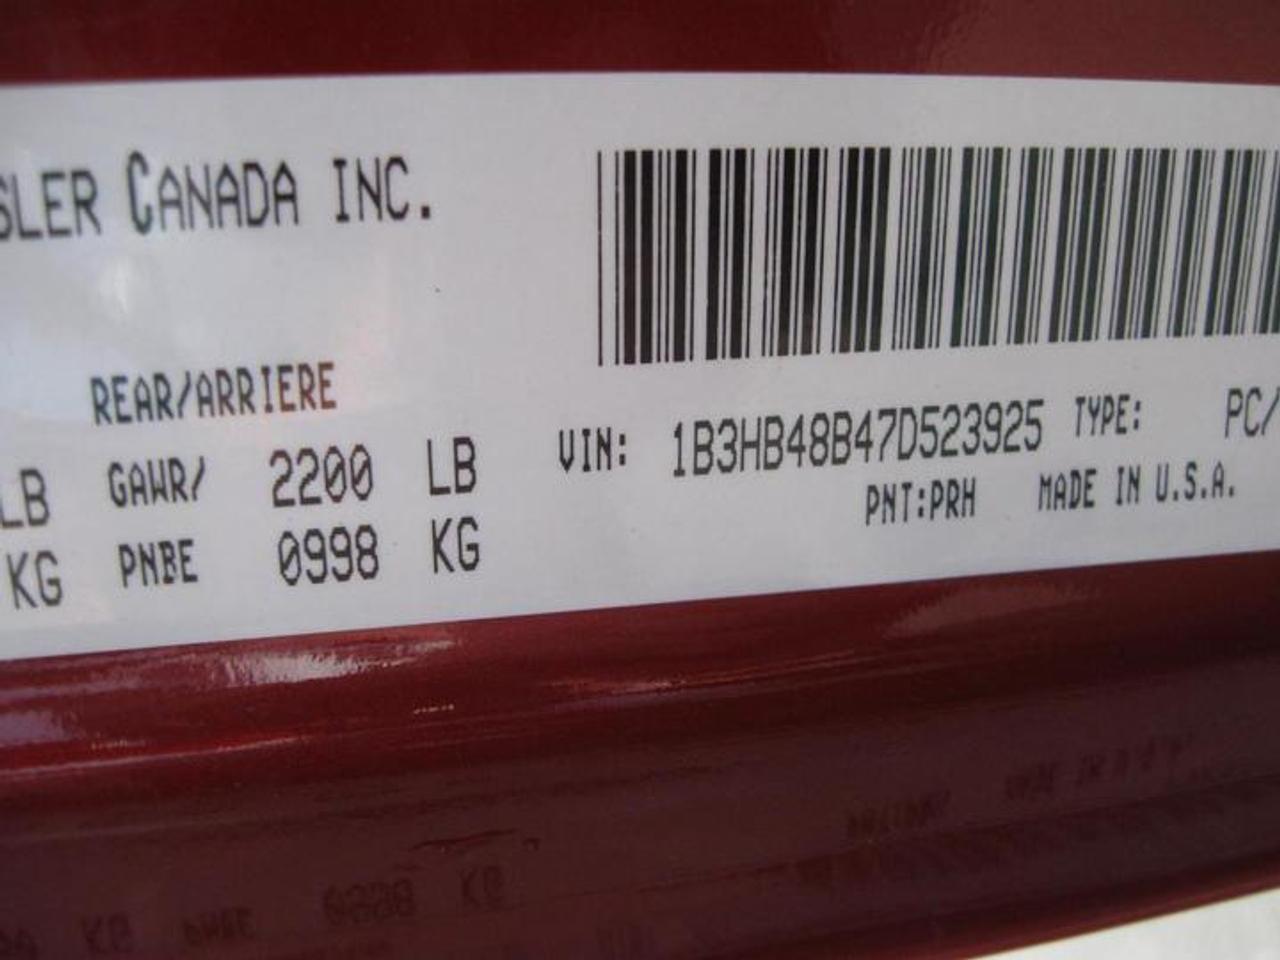 SLER CANADA INC.
REAR/ARRIERE
LB GAWR/ 2200 LB
KG PNBE 0998 KG
VIN: 1B3HB48B47D523925 TYPE: PC/
PNT:PRH MADE IN U.S.A.